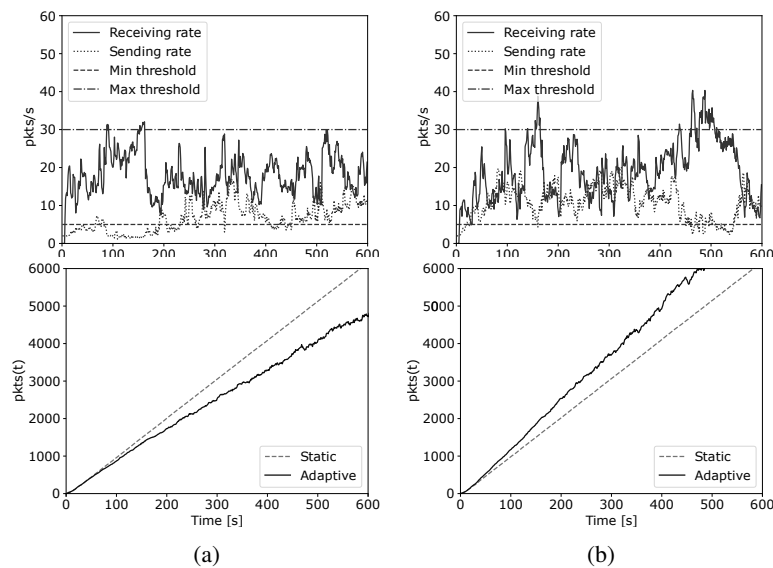 60
50
40
30
20
10
0
pkts/s
Receiving rate
Sending rate
Min threshold
Max threshold
0 100 200 300 400 500 600
60
50
40
30
20
10
0
pkts/s
Receiving rate
Sending rate
Min threshold
Max threshold
0 100 200 300 400 500 600
6000
5000
4000
3000
2000
1000
0
pkts(t)
Static
Adaptive
0 100 200 300 400 500 600
Time [s]
(a)
6000
5000
4000
3000
2000
1000
0
pkts(t)
Static
Adaptive
0 100 200 300 400 500 600
Time [s]
(b)